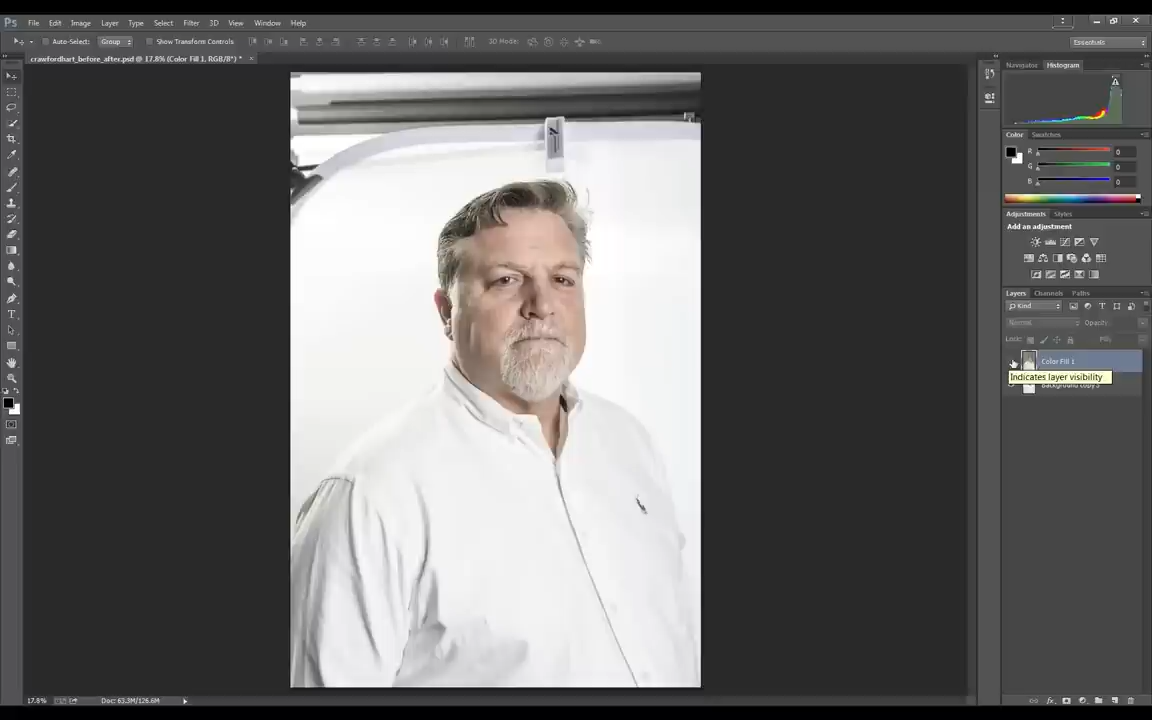 Ps File Edit Image Layer Type Select Filter 3D View Window Help
Auto-Select: Group Show Transform Controls 3D Mode: Essentials
crawfordhart_before_after.psd @ 17.8% (Color Fill 1, RGB/8*) *
Navigator Histogram
Color Swatches
R 0
G 0
B 0
Adjustments Styles
Add an adjustment
Layers Channels Paths
Kind
Normal Opacity:
Lock: Fill:
Color Fill 1
Indicates layer visibility
Background copy 3
17.8% Doc: 63.3M/126.6M